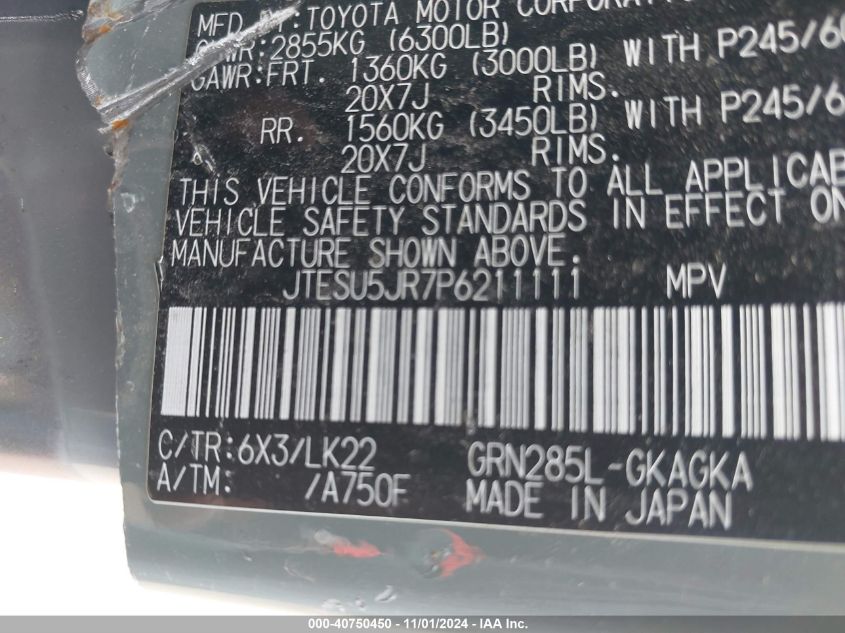 MFD BY:TOYOTA MOTOR
GVWR:2855KG (6300LB)
GAWR:FRT. 1360KG (3000LB) WITH P245/60
20X7J RIMS.
RR. 1560KG (3450LB) WITH P245/6
20X7J RIMS.
THIS VEHICLE CONFORMS TO ALL APPLICAB
VEHICLE SAFETY STANDARDS IN EFFECT ON
MANUFACTURE SHOWN ABOVE.
JTESU5JR7P6211111 MPV
C/TR:6X3/LK22 GRN285L-GKAGKA
A/TM: /A750F MADE IN JAPAN
000-40750450 - 11/01/2024 - IAA Inc.